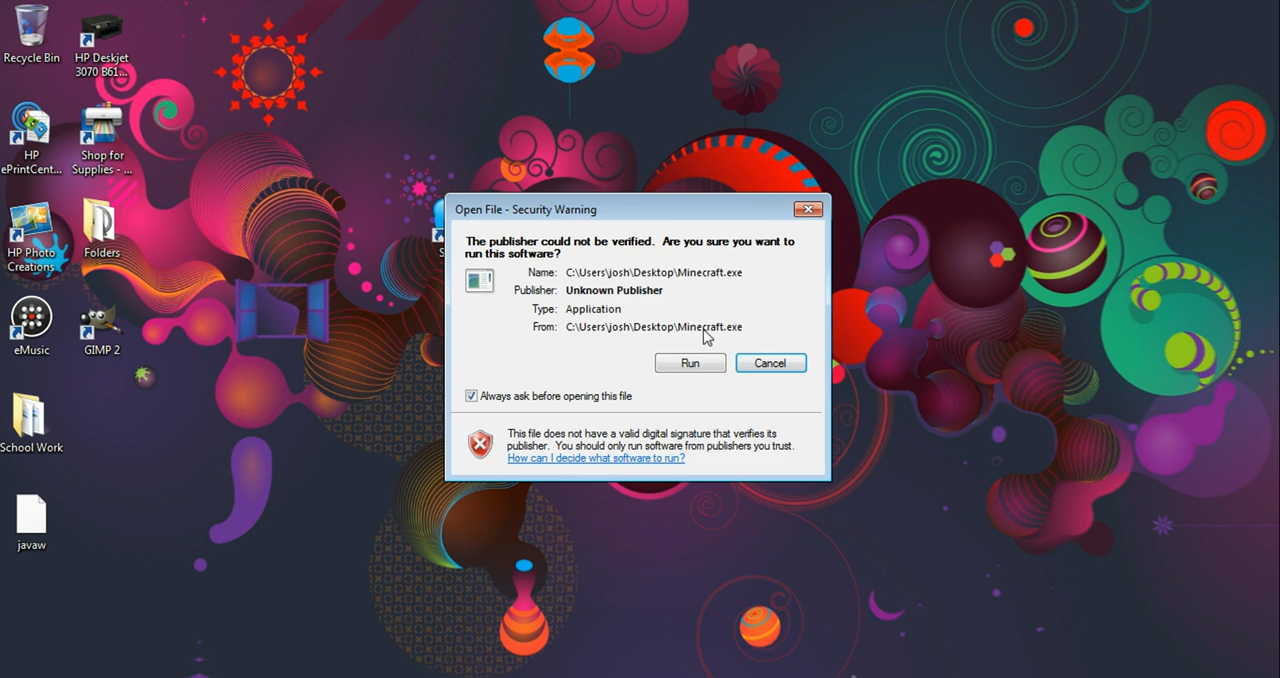 Recycle Bin
HP Deskjet
3070 B61...
HP
ePrintCent...
Shop for
Supplies - ...
HP Photo
Creations
Folders
eMusic
GIMP 2
School Work
javaw
S
Open File - Security Warning
The publisher could not be verified. Are you sure you want to
run this software?
Name: C:\Users\josh\Desktop\Minecraft.exe
Publisher: Unknown Publisher
Type: Application
From: C:\Users\josh\Desktop\Minecraft.exe
Run Cancel
Always ask before opening this file
This file does not have a valid digital signature that verifies its
publisher. You should only run software from publishers you trust.
How can I decide what software to run?